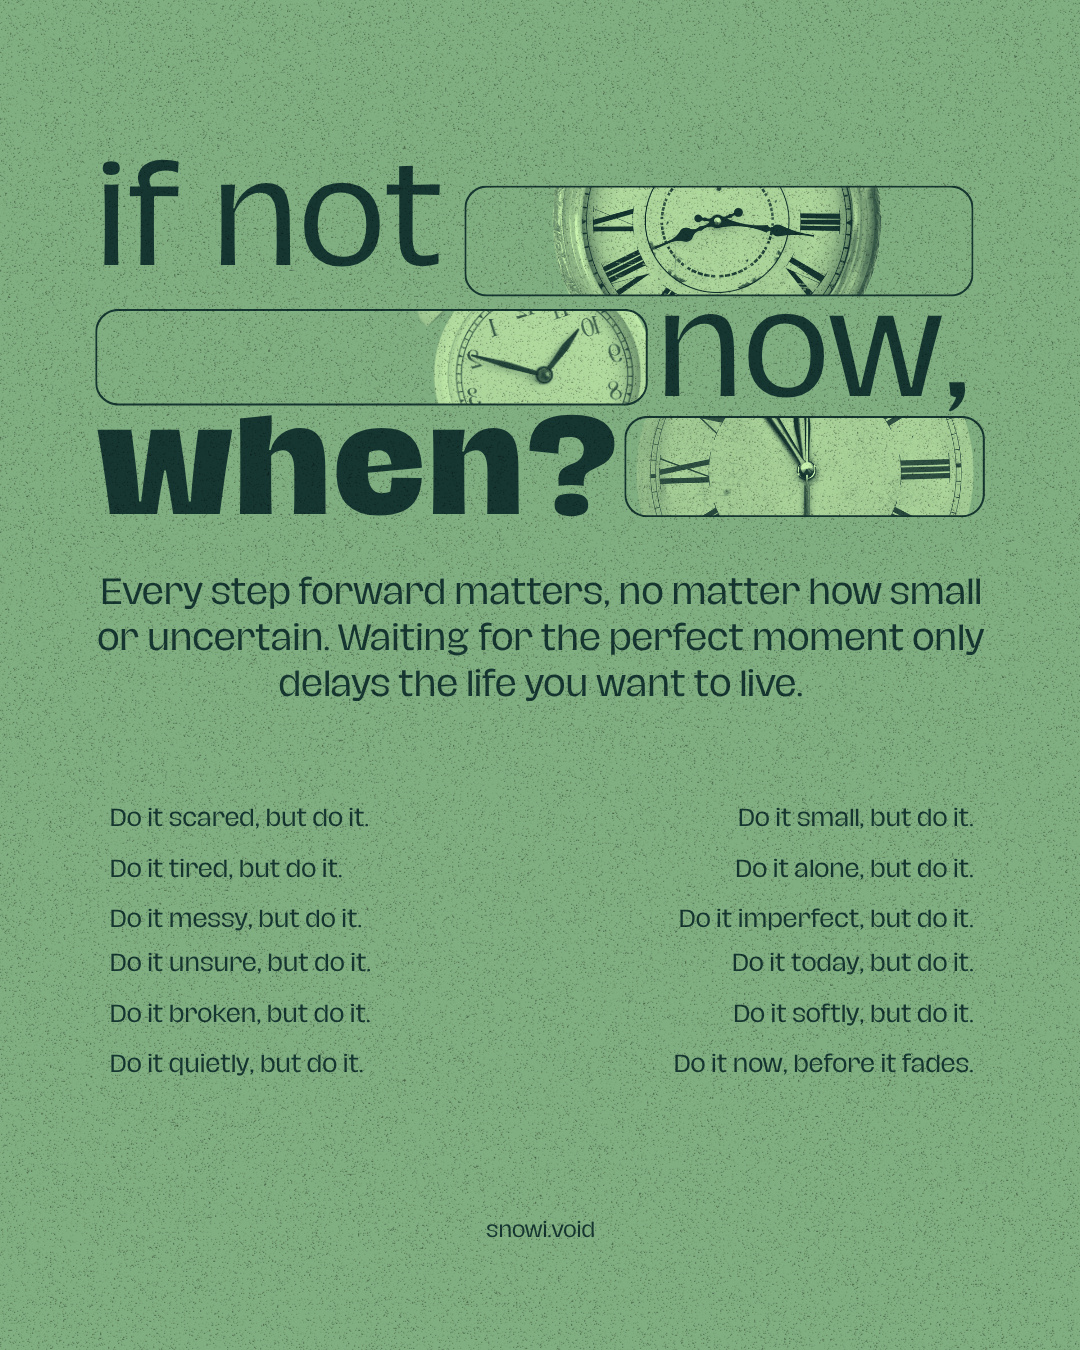 if not
now,
when?
Every step forward matters, no matter how small
or uncertain. Waiting for the perfect moment only
delays the life you want to live.
Do it scared, but do it.
Do it tired, but do it.
Do it messy, but do it.
Do it unsure, but do it.
Do it broken, but do it.
Do it quietly, but do it.
Do it small, but do it.
Do it alone, but do it.
Do it imperfect, but do it.
Do it today, but do it.
Do it softly, but do it.
Do it now, before it fades.
snowi.void